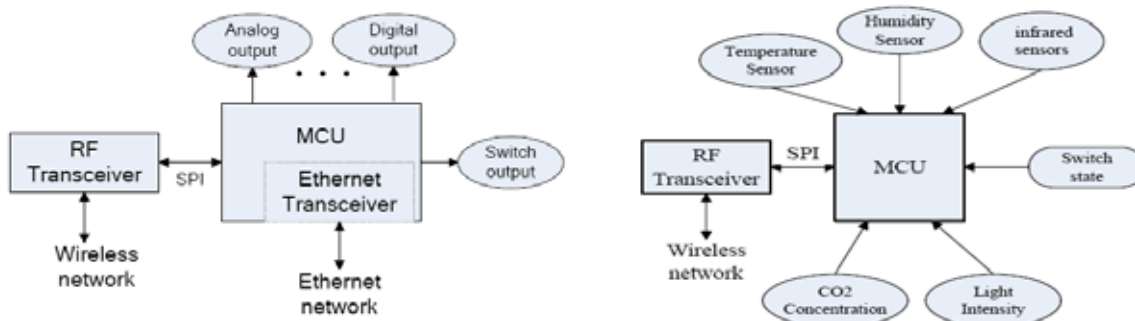 Analog
output
Digital
output
. . .
MCU
RF
Transceiver
SPI
Ethernet
Transceiver
Switch
output
Wireless
network
Ethernet
network
Humidity
Sensor
Temperature
Sensor
infrared
sensors
RF
Transceiver
SPI
MCU
Switch
state
Wireless
network
CO2
Concentration
Light
Intensity